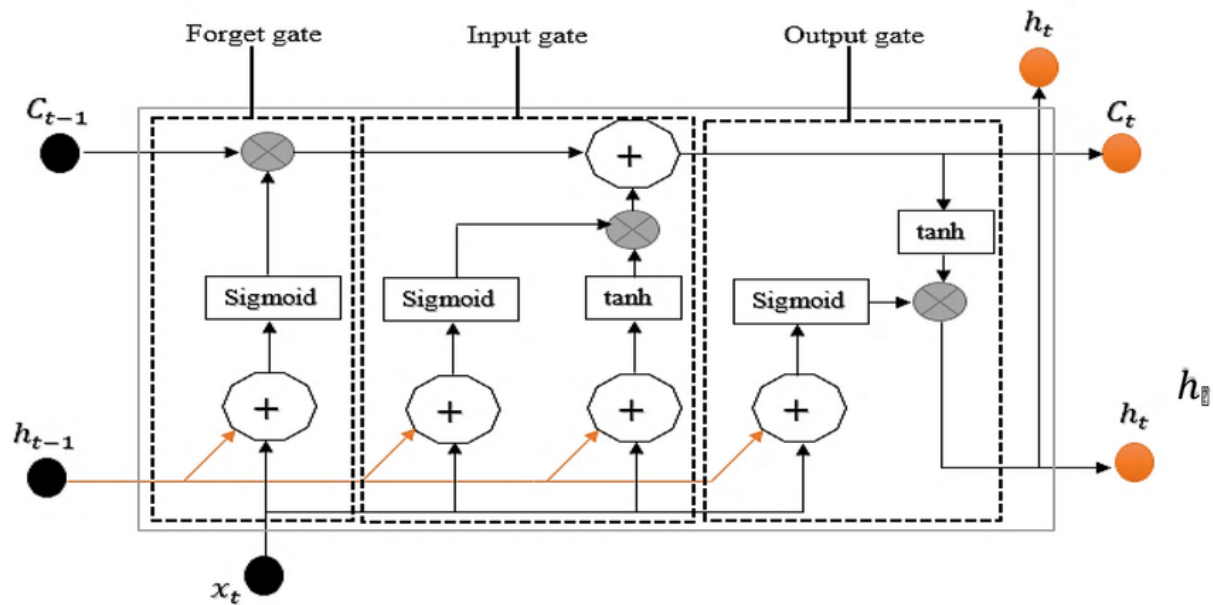 Forget gate
Input gate
Output gate
h_t
C_{t-1}
C_t
+
tanh
Sigmoid
Sigmoid
tanh
Sigmoid
+
+
+
+
h_{t-1}
h_t
h
x_t